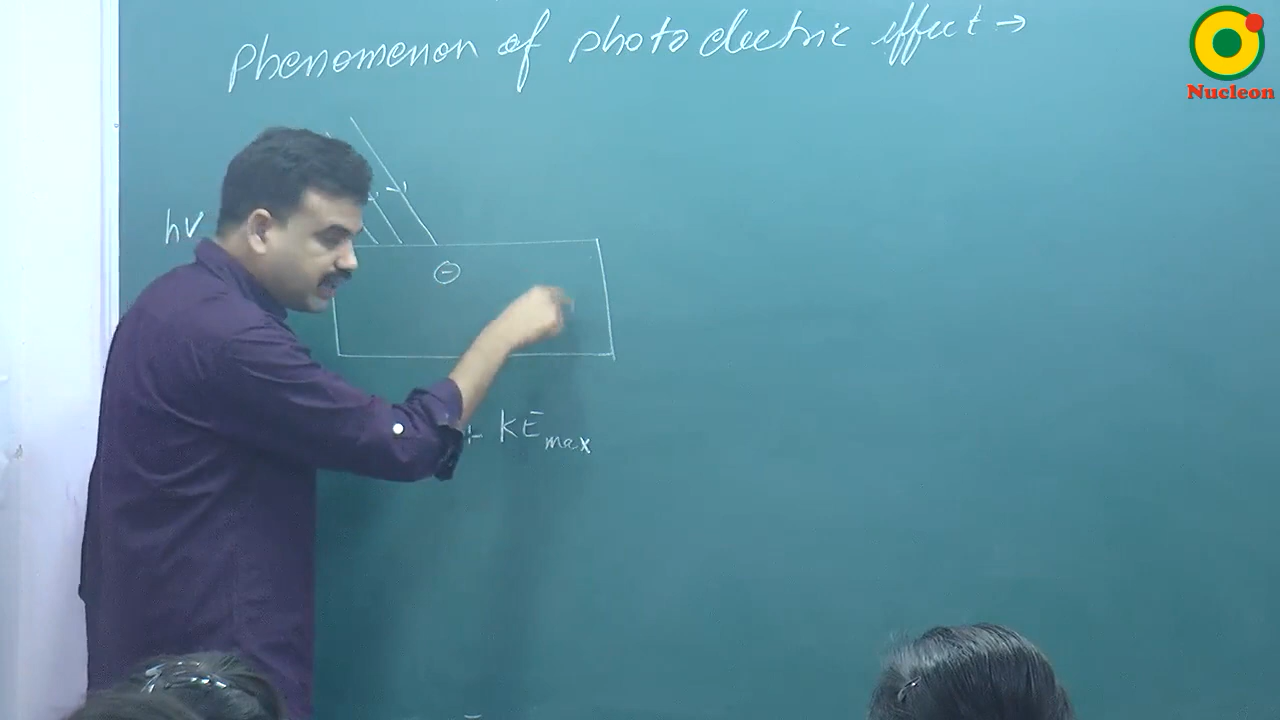 Phenomenon of photoelectric effect →
Nucleon
hν
⊖
+ KE max